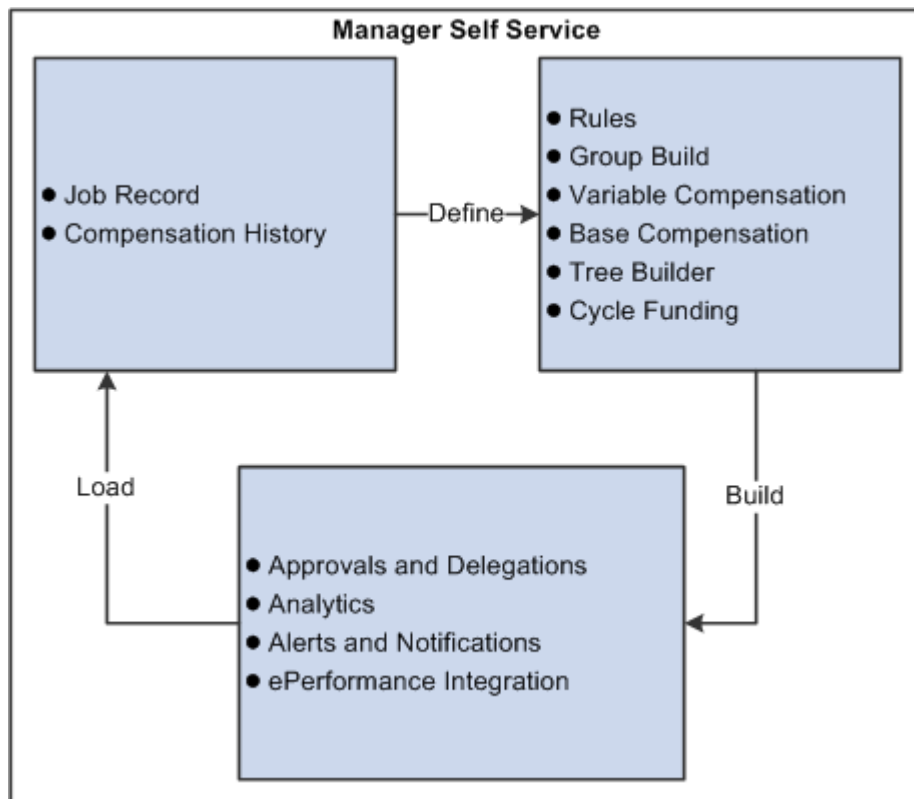 Manager Self Service
● Job Record
● Compensation History
Define
● Rules
● Group Build
● Variable Compensation
● Base Compensation
● Tree Builder
● Cycle Funding
Build
● Approvals and Delegations
● Analytics
● Alerts and Notifications
● ePerformance Integration
Load